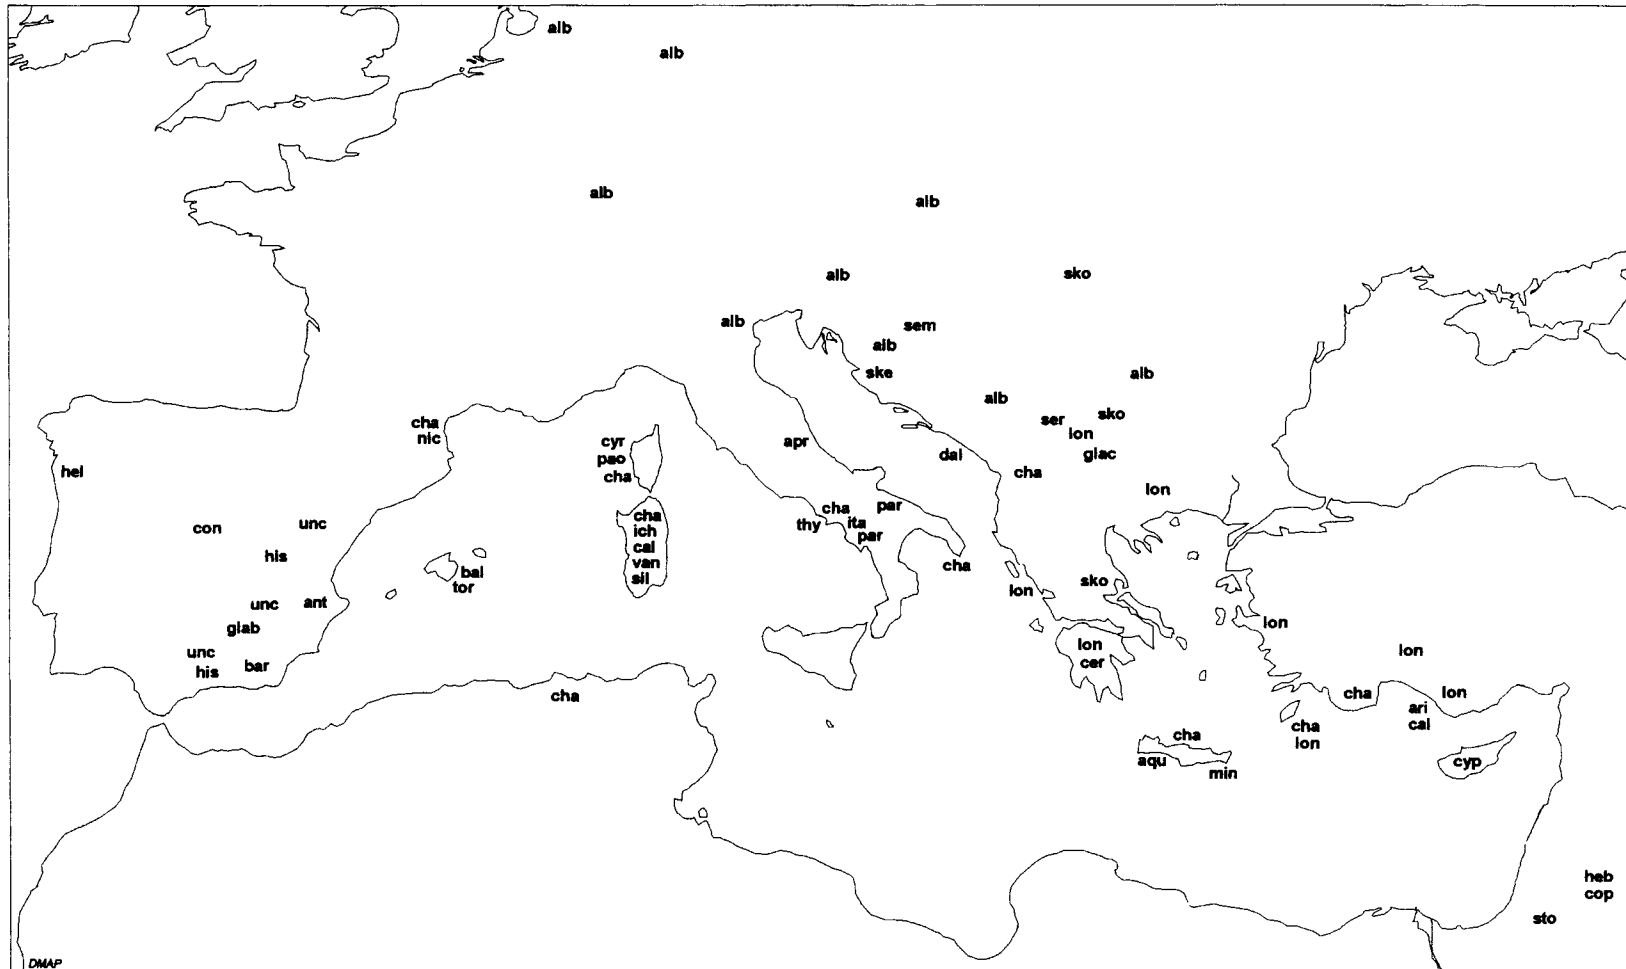 alb
alb
alb
alb
alb
sko
alb
sem
alb
ske
alb
alb
ser
sko
lon
glac
cha
nic
cyr
pao
cha
apr
dal
cha
hel
lon
con
unc
his
cha
ich
cal
van
sil
cha
par
thy
ita
par
cha
bal
tor
lon
sko
unc
ant
glab
unc
his
bar
lon
lon
cer
lon
cha
cha
lon
ari
cal
cha
lon
cha
aqu
min
cyp
heb
cop
sto
DMAP